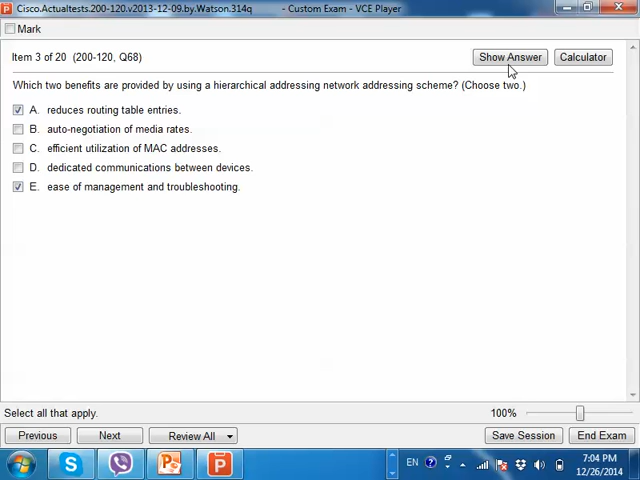 Cisco.Actualtests.200-120.v2013-12-09.by.Watson.314q - Custom Exam - VCE Player
Mark
Item 3 of 20 (200-120, Q68)
Show Answer
Calculator
Which two benefits are provided by using a hierarchical addressing network addressing scheme? (Choose two.)
A. reduces routing table entries.
B. auto-negotiation of media rates.
C. efficient utilization of MAC addresses.
D. dedicated communications between devices.
E. ease of management and troubleshooting.
Select all that apply.
100%
Previous
Next
Review All
Save Session
End Exam
EN
7:04 PM
12/26/2014